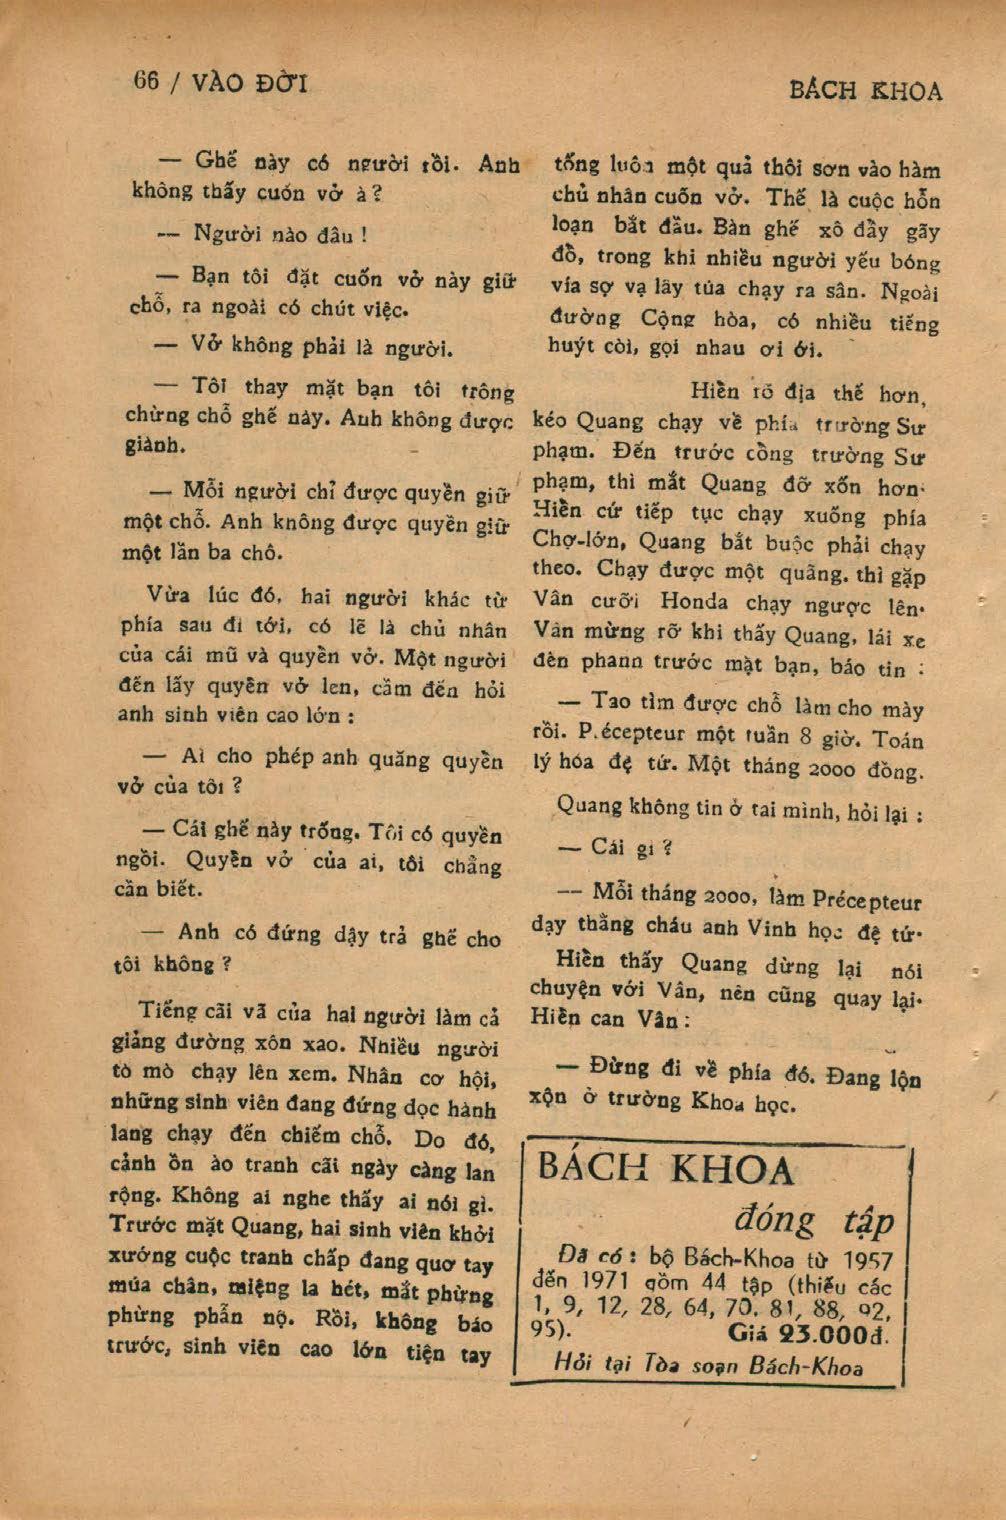 66 / VÀO ĐỜI
BÁCH KHOA
— Ghế này có người rồi. Anh
không thấy cuốn vở à?
— Người nào đâu !
— Bạn tôi đặt cuốn vở này giữ
chỗ, ra ngoài có chút việc.
— Vở không phải là người.
— Tôi thay mặt bạn tôi trông
chừng chỗ ghế này. Anh không được
giành.
— Mỗi người chỉ được quyền giữ
một chỗ. Anh không được quyền giữ
một lần ba chô.
Vừa lúc đó, hai người khác từ
phía sau đi tới, có lẽ là chủ nhân
của cái mũ và quyền vở. Một người
đến lấy quyền vở lên, cầm đến hỏi
anh sinh viên cao lớn :
— Ai cho phép anh quăng quyền
vở của tôi ?
— Cái ghế này trống. Tôi có quyền
ngồi. Quyền vở của ai, tôi chẳng
cần biết.
— Anh có đứng dậy trả ghế cho
tôi không ?
Tiếng cãi vã của hai người làm cả
giảng đường xôn xao. Nhiều người
tò mò chạy lên xem. Nhân cơ hội,
những sinh viên đang đứng dọc hành
lang chạy đến chiếm chỗ. Do đó,
cảnh ồn ào tranh cãi ngày càng lan
rộng. Không ai nghe thấy ai nói gì.
Trước mặt Quang, hai sinh viên khởi
xướng cuộc tranh chấp đang quơ tay
múa chân, miệng la hét, mắt phừng
phừng phẫn nộ. Rồi, không báo
trước, sinh viên cao lớn tiện tay
tống luôn một quả thôi sơn vào hàm
chủ nhân cuốn vở. Thế là cuộc hỗn
loạn bắt đầu. Bàn ghế xô đầy gãy
đồ, trong khi nhiều người yếu bóng
vía sợ vạ lây tủa chạy ra sân. Ngoài
đường Cộng hòa, có nhiều tiếng
huýt còi, gọi nhau ơi ới.
Hiền rõ địa thế hơn,
kéo Quang chạy về phía trường Sư
phạm. Đến trước cồng trường Sư
phạm, thì mắt Quang đỡ xốn hơn.
Hiền cứ tiếp tục chạy xuống phía
Chợ-lớn, Quang bắt buộc phải chạy
theo. Chạy được một quãng. thì gặp
Vân cưỡi Honda chạy ngược lên.
Vân mừng rỡ khi thấy Quang, lái xe
đèn phanh trước mặt bạn, báo tin :
— Tao tìm được chỗ làm cho mày
rồi. Précepteur một tuần 8 giờ. Toán
lý hóa đệ tứ. Một tháng 2000 đồng.
Quang không tin ở tai mình, hỏi lại :
— Cái gì ?
— Mỗi tháng 2000, làm Précepteur
dạy thằng cháu anh Vinh học đệ tứ.
Hiền thấy Quang dừng lại nói
chuyện với Vân, nên cũng quay lại.
Hiền can Vân :
— Đừng đi về phía đó. Đang lộn
xộn ở trường Khoa học.
BÁCH KHOA
đóng tập
Đã có : bộ Bách-Khoa từ 1957
đến 1971 gồm 44 tập (thiếu các
1, 9, 12, 28, 64, 70. 81, 88, 92,
95). Giá 23.000đ.
Hỏi tại Tòa soạn Bách-Khoa